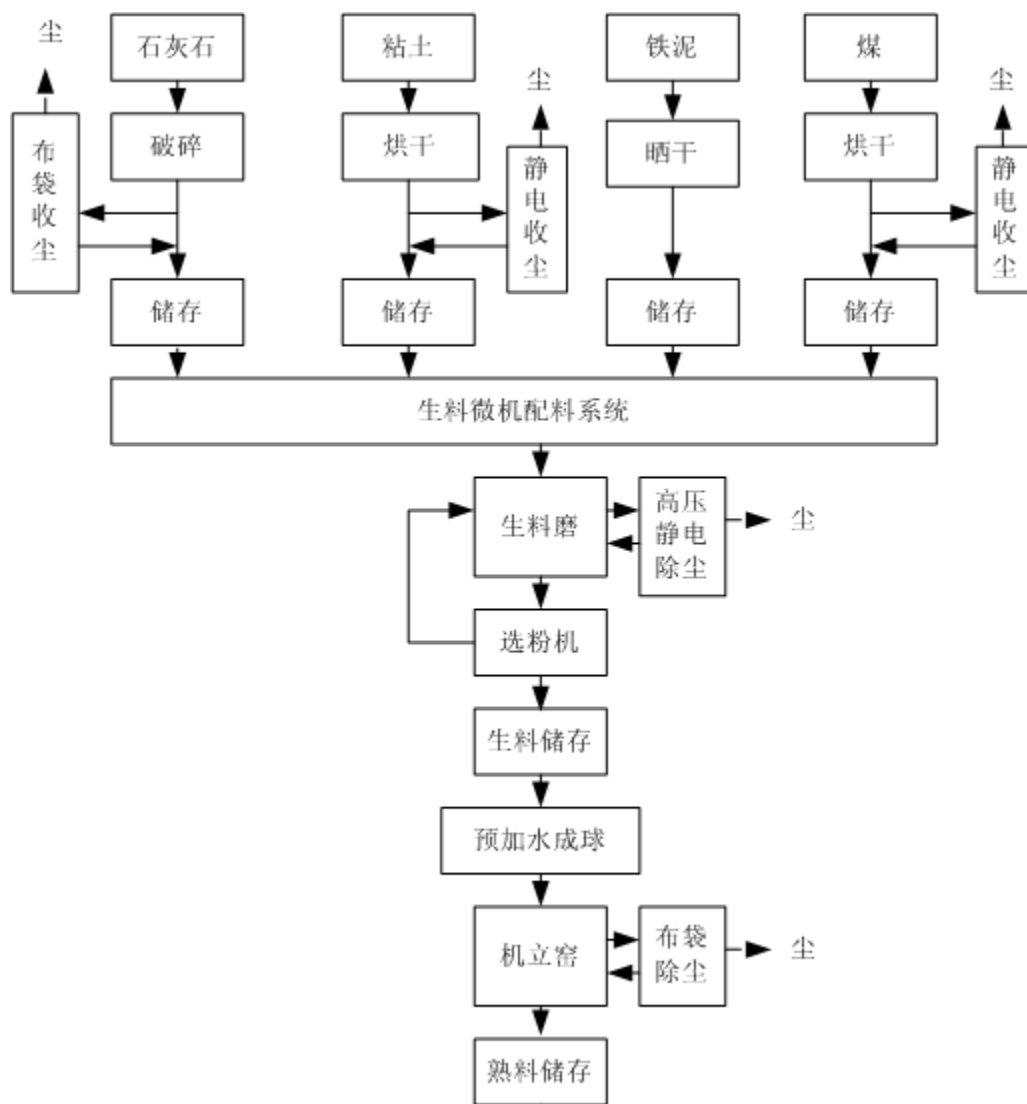 尘
石灰石
粘土
铁泥
煤
尘
尘
布袋收尘
破碎
烘干
静电收尘
晒干
烘干
静电收尘
储存
储存
储存
储存
生料微机配料系统
生料磨
高压
静电
除尘
尘
选粉机
生料储存
预加水成球
机立窑
布袋
除尘
尘
熟料储存